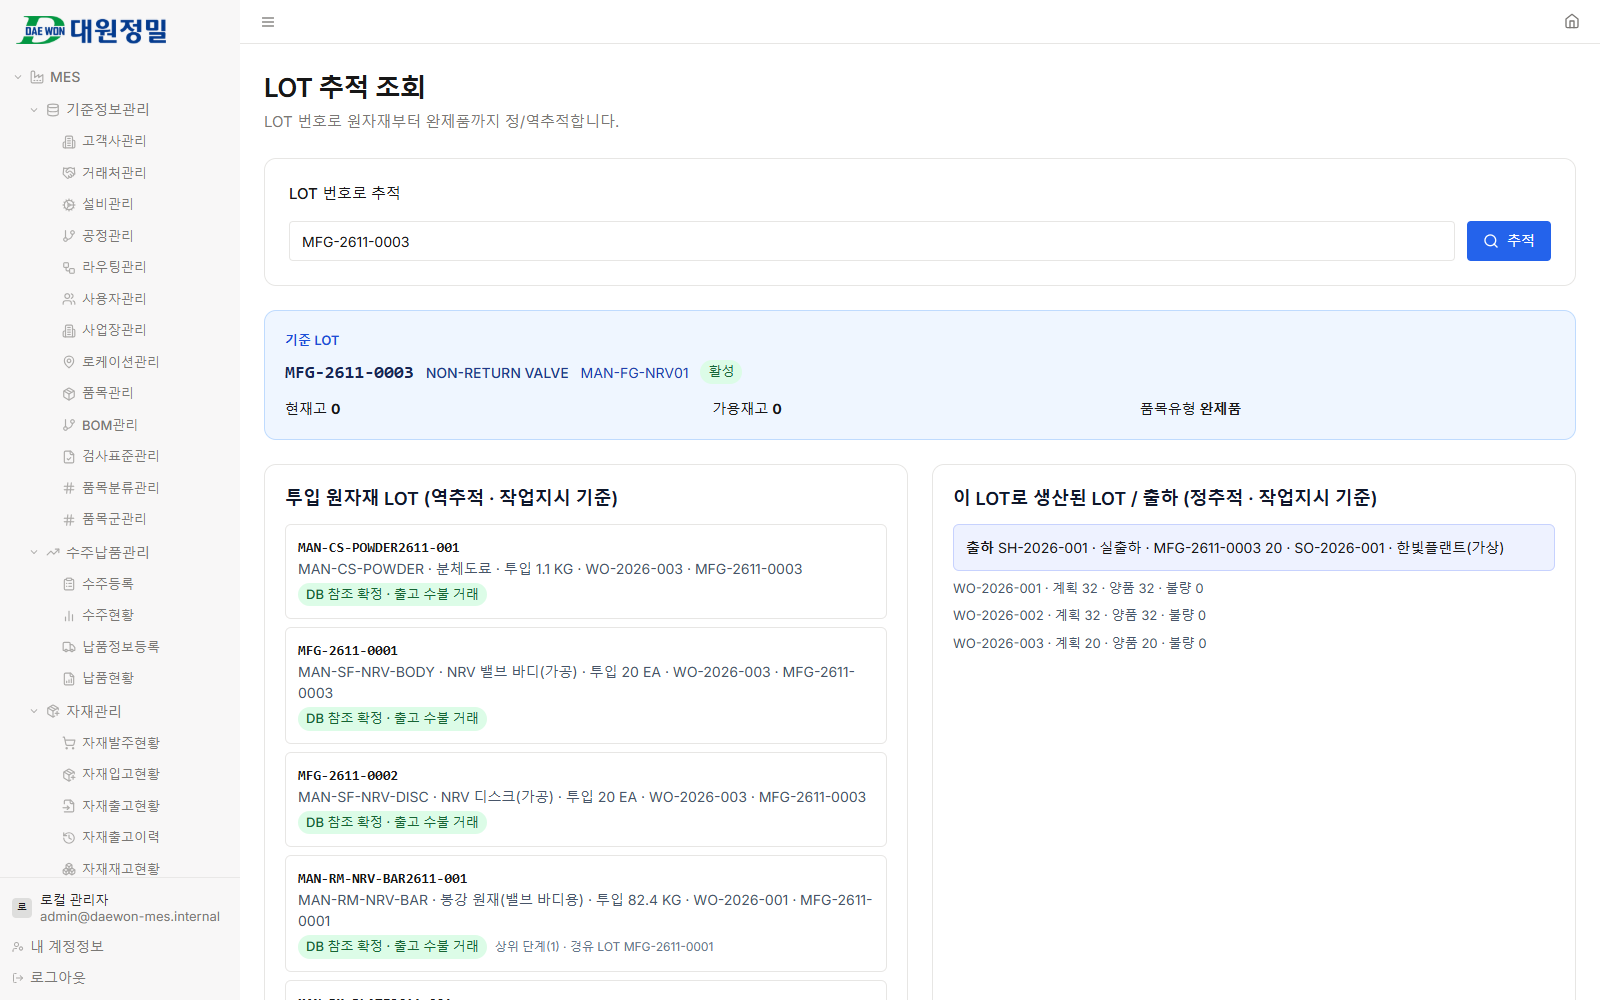 DAE WON 대원정밀
MES
기준정보관리
고객사관리
거래처관리
설비관리
공정관리
라우팅관리
사용자관리
사업장관리
로케이션관리
품목관리
BOM관리
검사표준관리
품목분류관리
품목군관리
수주납품관리
수주등록
수주현황
납품정보등록
납품현황
자재관리
자재발주현황
자재입고현황
자재출고현황
자재출고이력
자재재고현황
로
로컬 관리자
admin@daewon-mes.internal
내 계정정보
로그아웃
LOT 추적 조회
LOT 번호로 원자재부터 완제품까지 정/역추적합니다.
LOT 번호로 추적
MFG-2611-0003
추적
기준 LOT
MFG-2611-0003 NON-RETURN VALVE MAN-FG-NRV01 활성
현재고 0
가용재고 0
품목유형 완제품
투입 원자재 LOT (역추적 · 작업지시 기준)
MAN-CS-POWDER2611-001
MAN-CS-POWDER · 분체도료 · 투입 1.1 KG · WO-2026-003 · MFG-2611-0003
DB 참조 확정 · 출고 수불 거래
MFG-2611-0001
MAN-SF-NRV-BODY · NRV 밸브 바디(가공) · 투입 20 EA · WO-2026-003 · MFG-2611-
0003
DB 참조 확정 · 출고 수불 거래
MFG-2611-0002
MAN-SF-NRV-DISC · NRV 디스크(가공) · 투입 20 EA · WO-2026-003 · MFG-2611-0003
DB 참조 확정 · 출고 수불 거래
MAN-RM-NRV-BAR2611-001
MAN-RM-NRV-BAR · 봉강 원재(밸브 바디용) · 투입 82.4 KG · WO-2026-001 · MFG-2611-
0001
DB 참조 확정 · 출고 수불 거래 상위 단계(1) · 경유 LOT MFG-2611-0001
이 LOT로 생산된 LOT / 출하 (정추적 · 작업지시 기준)
출하 SH-2026-001 · 실출하 · MFG-2611-0003 20 · SO-2026-001 · 한빛플랜트(가상)
WO-2026-001 · 계획 32 · 양품 32 · 불량 0
WO-2026-002 · 계획 32 · 양품 32 · 불량 0
WO-2026-003 · 계획 20 · 양품 20 · 불량 0